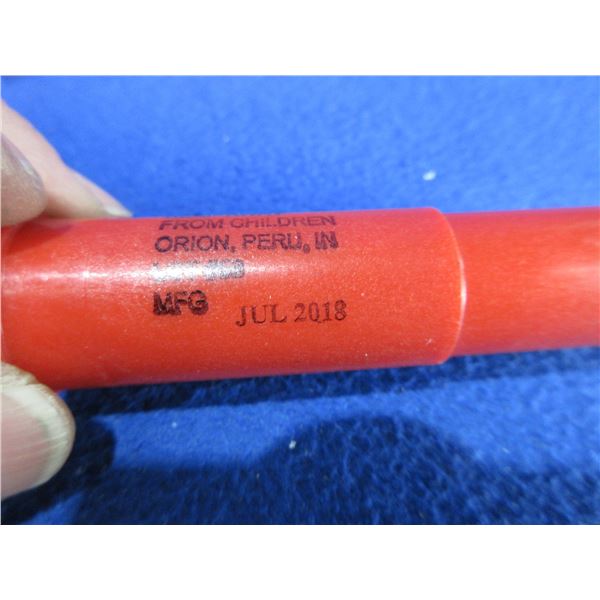 FROM CHILDREN
ORION, PERU, IN
MFG JUL 2018